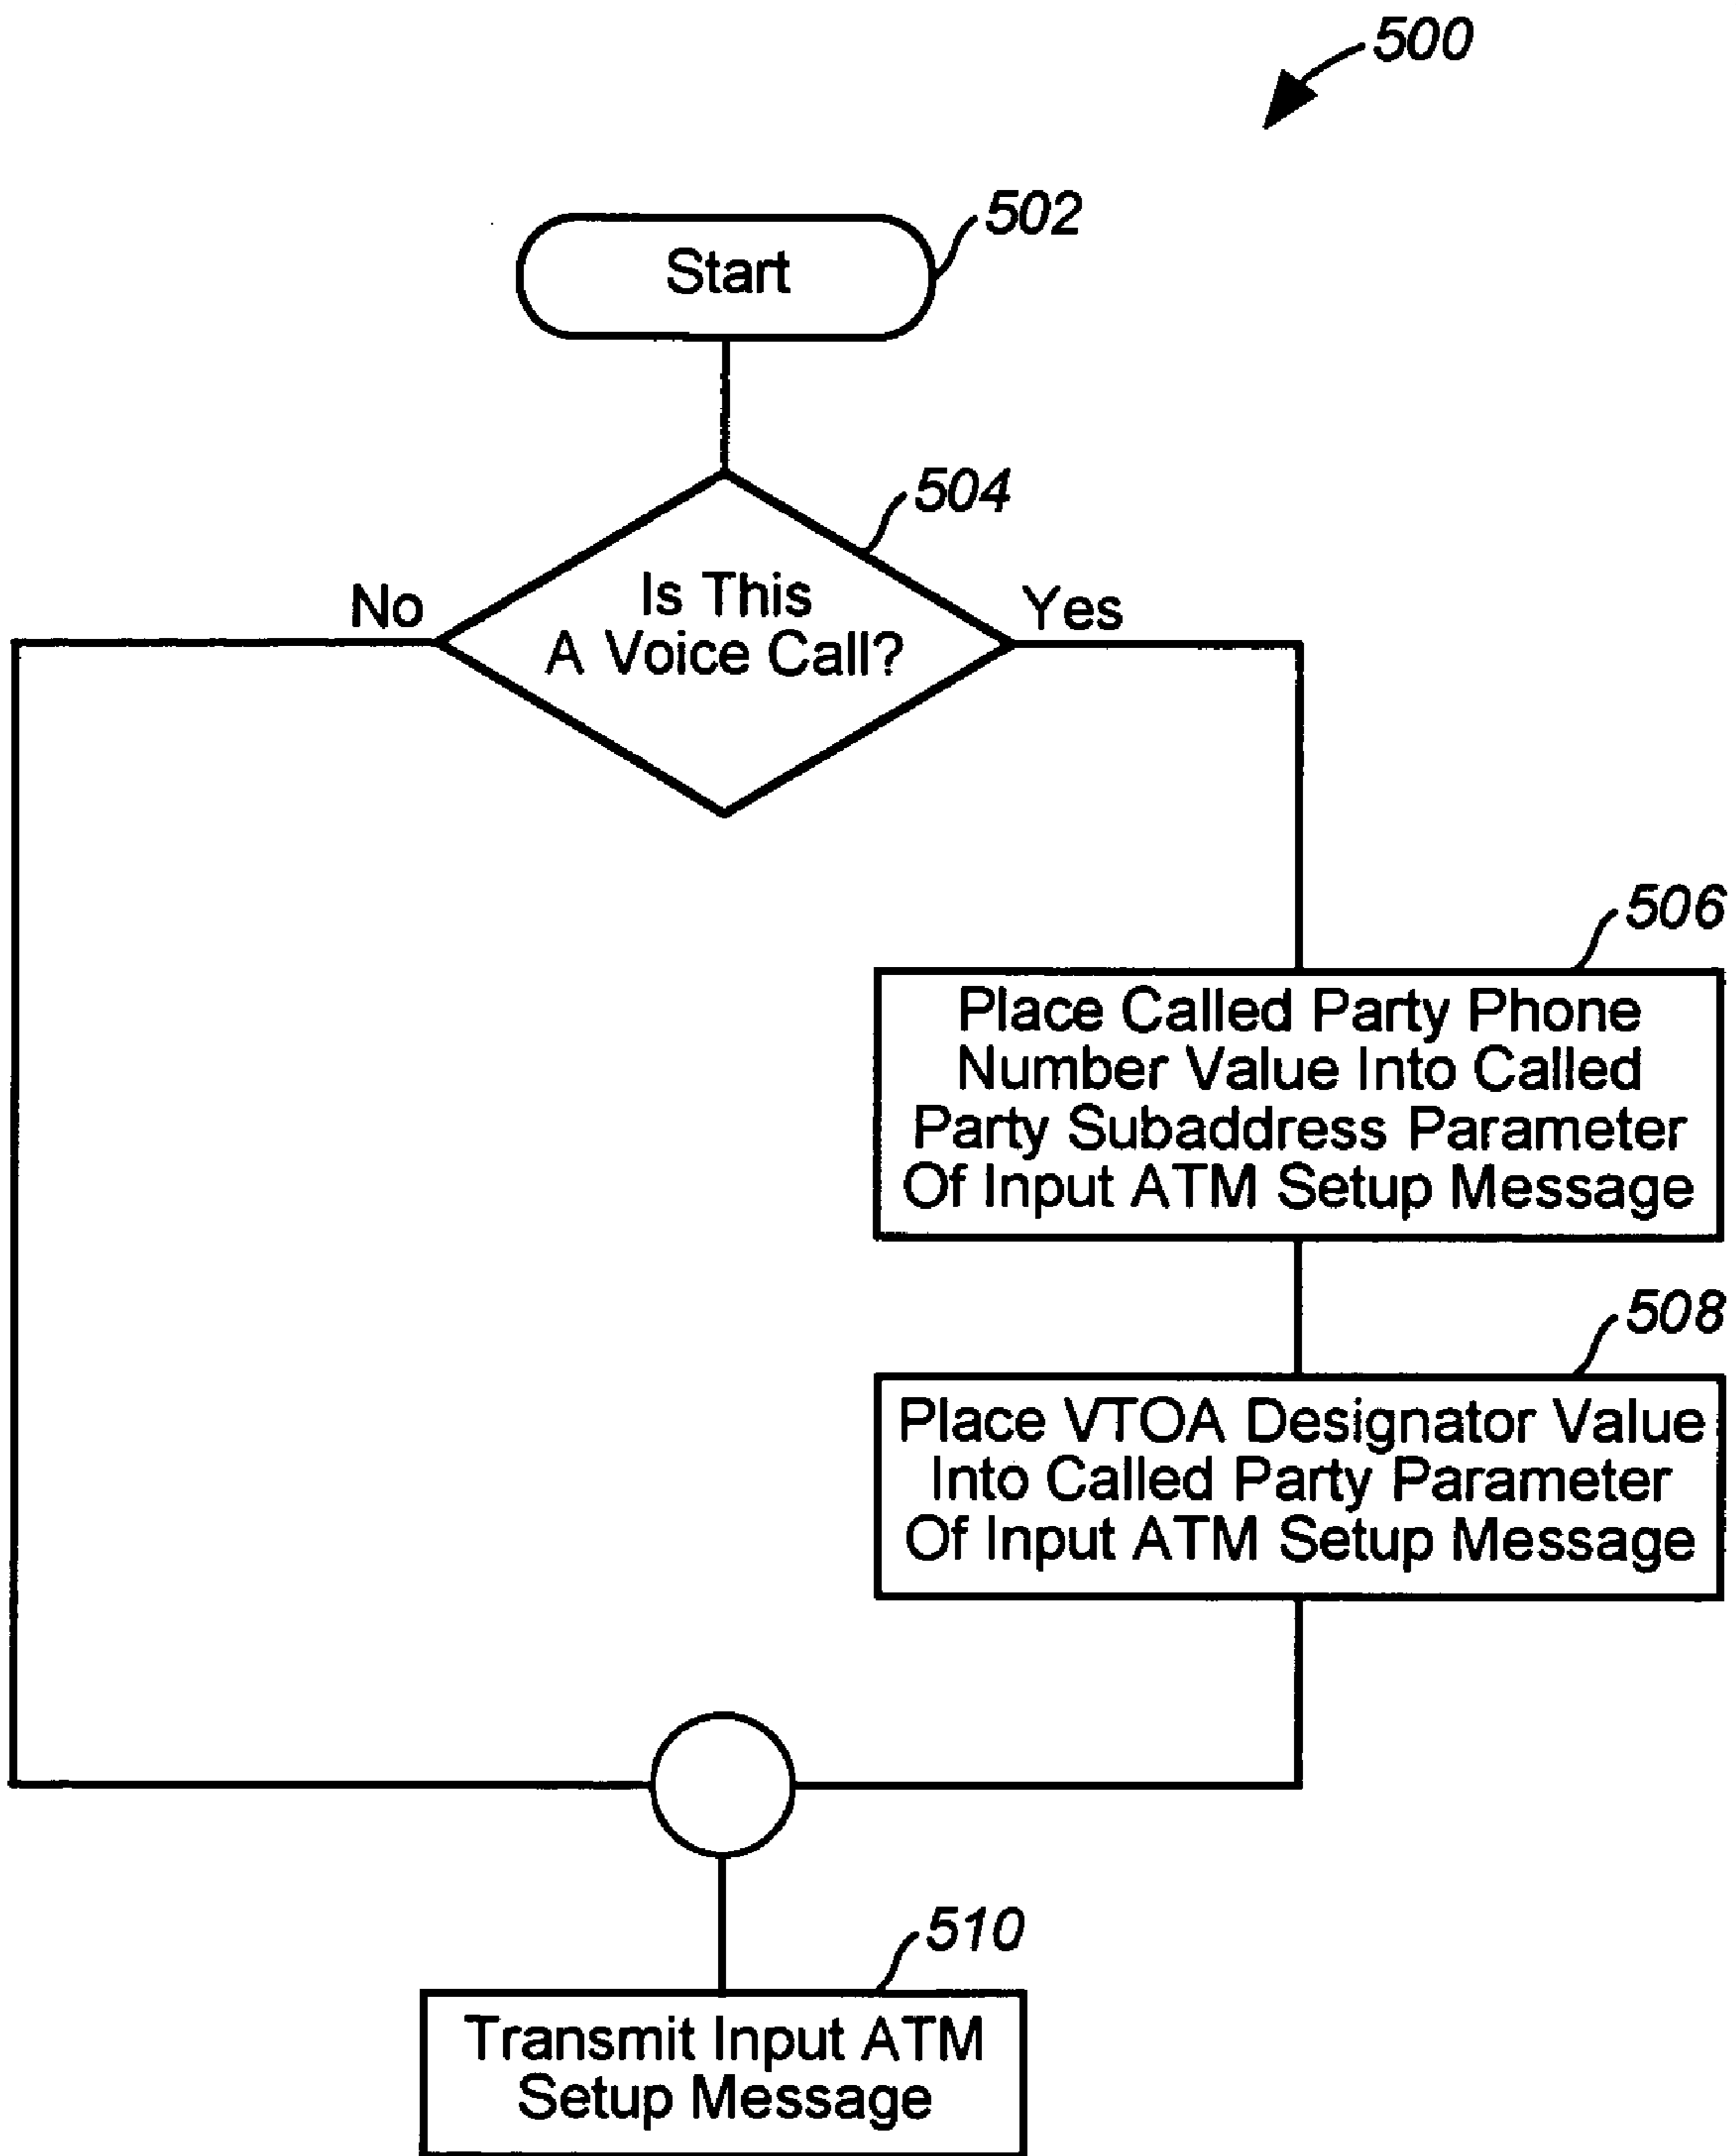 500
502
Start
504
No
Is This
A Voice Call?
Yes
506
Place Called Party Phone
Number Value Into Called
Party Subaddress Parameter
Of Input ATM Setup Message
508
Place VTOA Designator Value
Into Called Party Parameter
Of Input ATM Setup Message
510
Transmit Input ATM
Setup Message